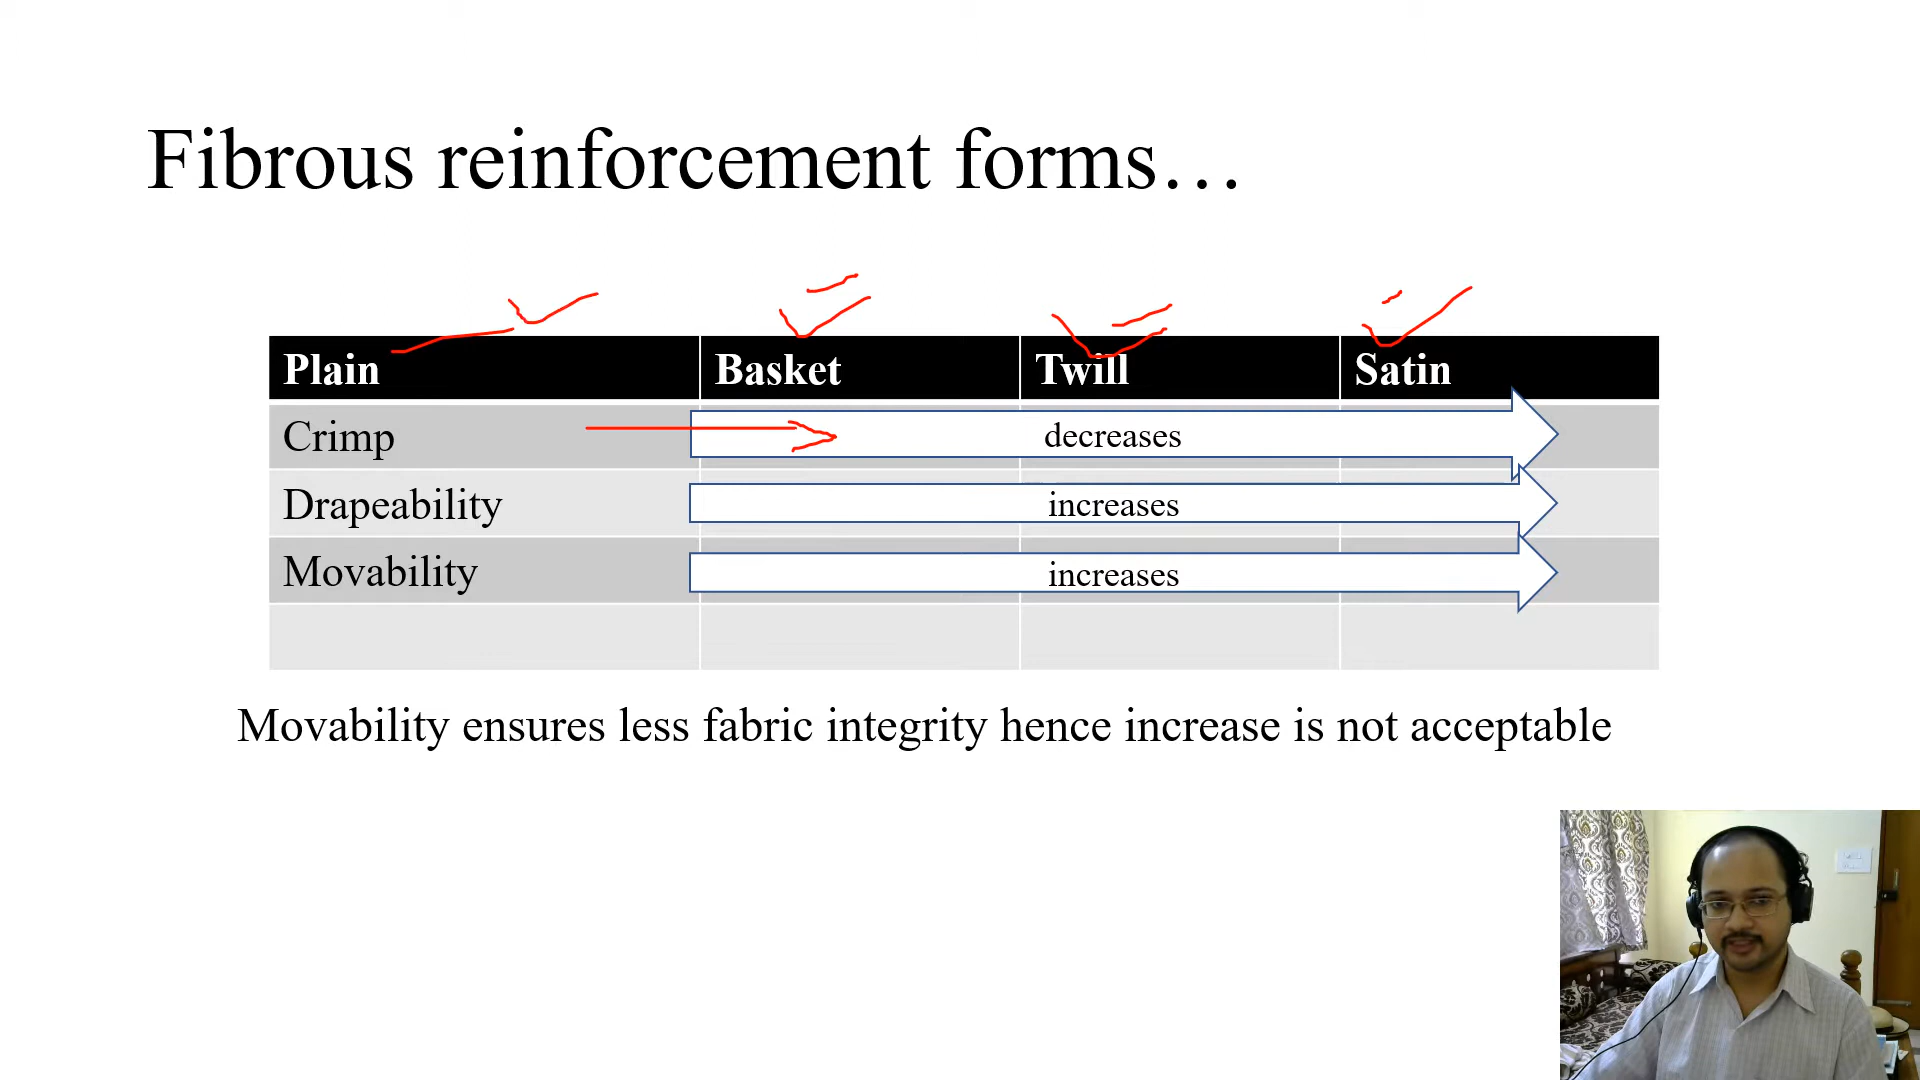 Fibrous reinforcement forms…
Plain Basket Twill Satin
Crimp decreases
Drapeability increases
Movability increases
Movability ensures less fabric integrity hence increase is not acceptable